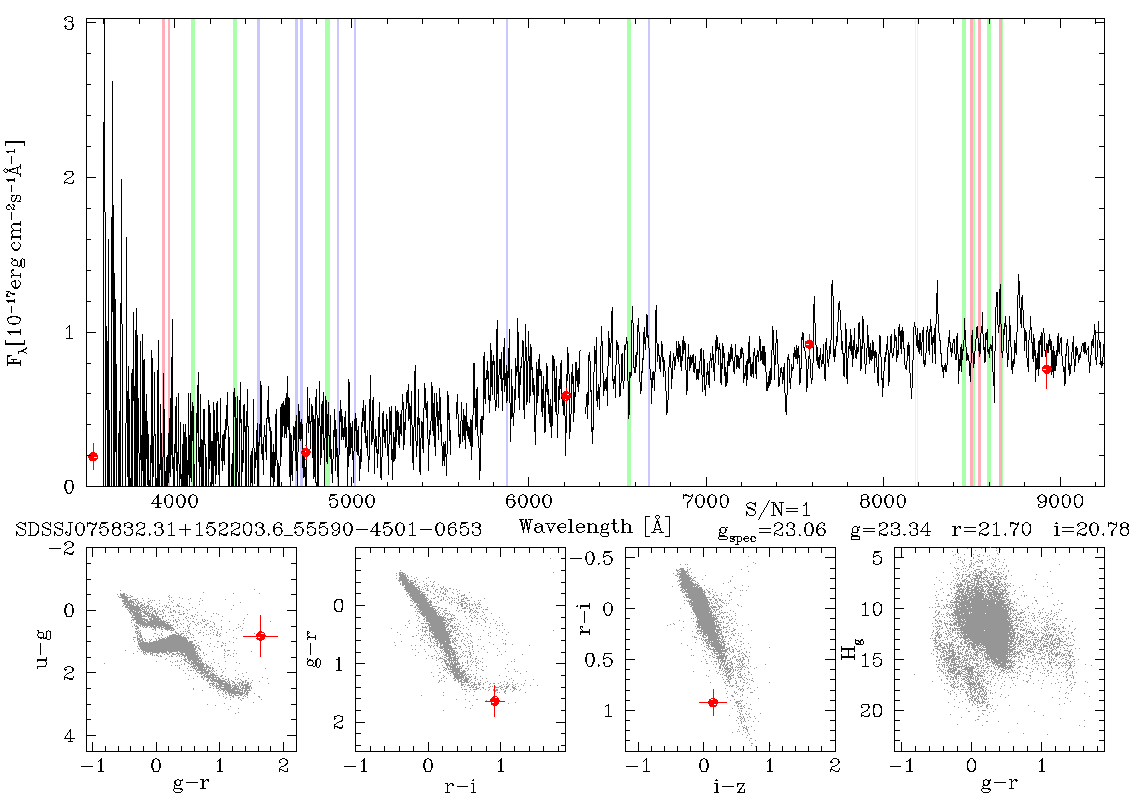 3
2
1
0
F_λ[10⁻¹⁷erg cm⁻²s⁻¹Å⁻¹]
4000 5000 6000 7000 8000 9000
S/N=1
SDSSJ075832.31+152203.6_55590-4501-0653 Wavelength [Å] g_spec=23.06 g=23.34 r=21.70 i=20.78
-2
0
2
4
u-g
-1 0 1 2
g-r
0
1
2
g-r
-1 0 1
r-i
-0.5
0
0.5
1
r-i
-1 0 1 2
i-z
5
10
15
20
H_g
-1 0 1
g-r